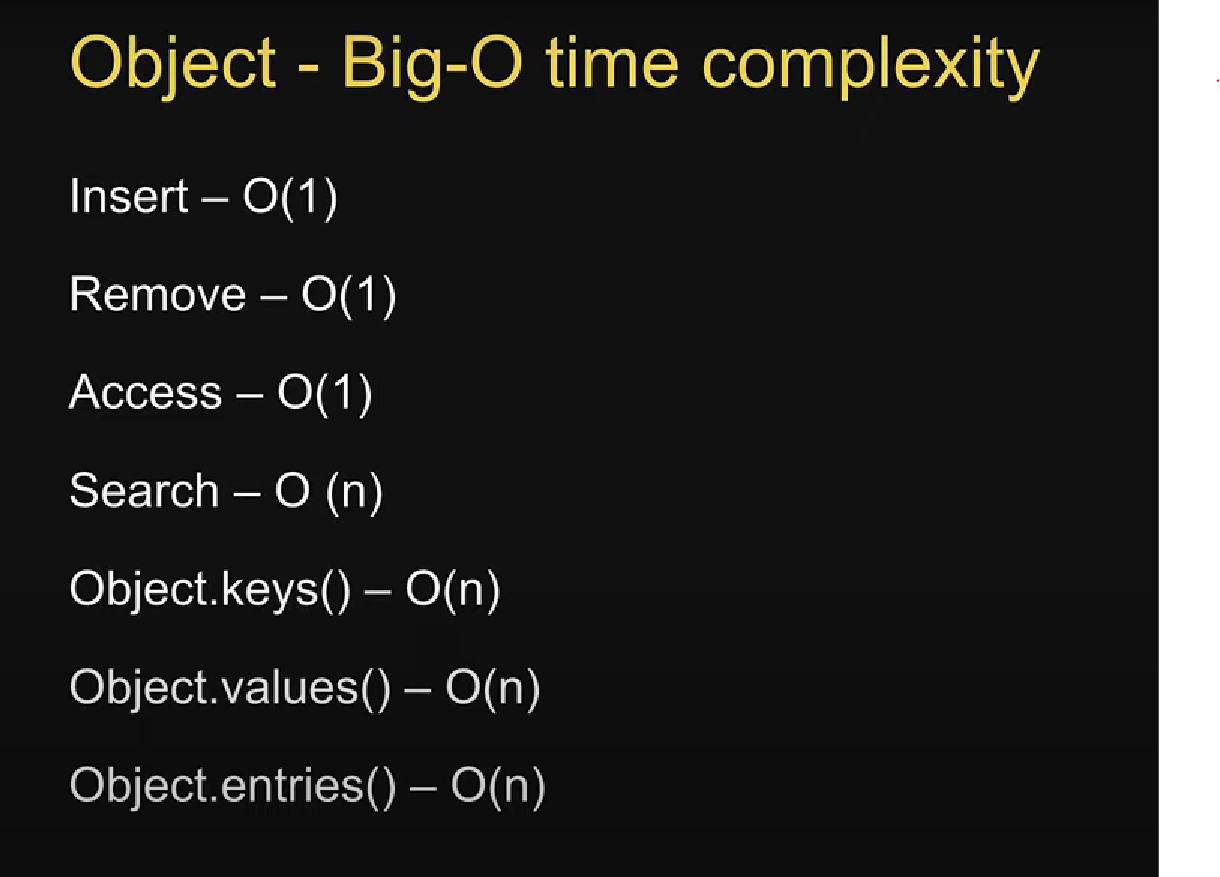 Object - Big-O time complexity
Insert – O(1)
Remove – O(1)
Access – O(1)
Search – O (n)
Object.keys() – O(n)
Object.values() – O(n)
Object.entries() – O(n)